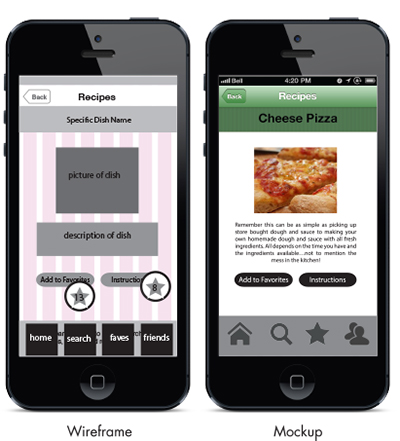 Back
Recipes
Specific Dish Name
picture of dish
description of dish
Add to Favorites
13
8
home
search
faves
friends
Wireframe
Bell
4:20 PM
Back
Recipes
Cheese Pizza
Remember this can be as simple as picking up
store bought dough and sauce to making your
own homemade dough and sauce with all fresh
ingredients. All depends on the time you have and
the ingredients available....not to mention the
mess in the kitchen!
Add to Favorites
Instructions
Mockup